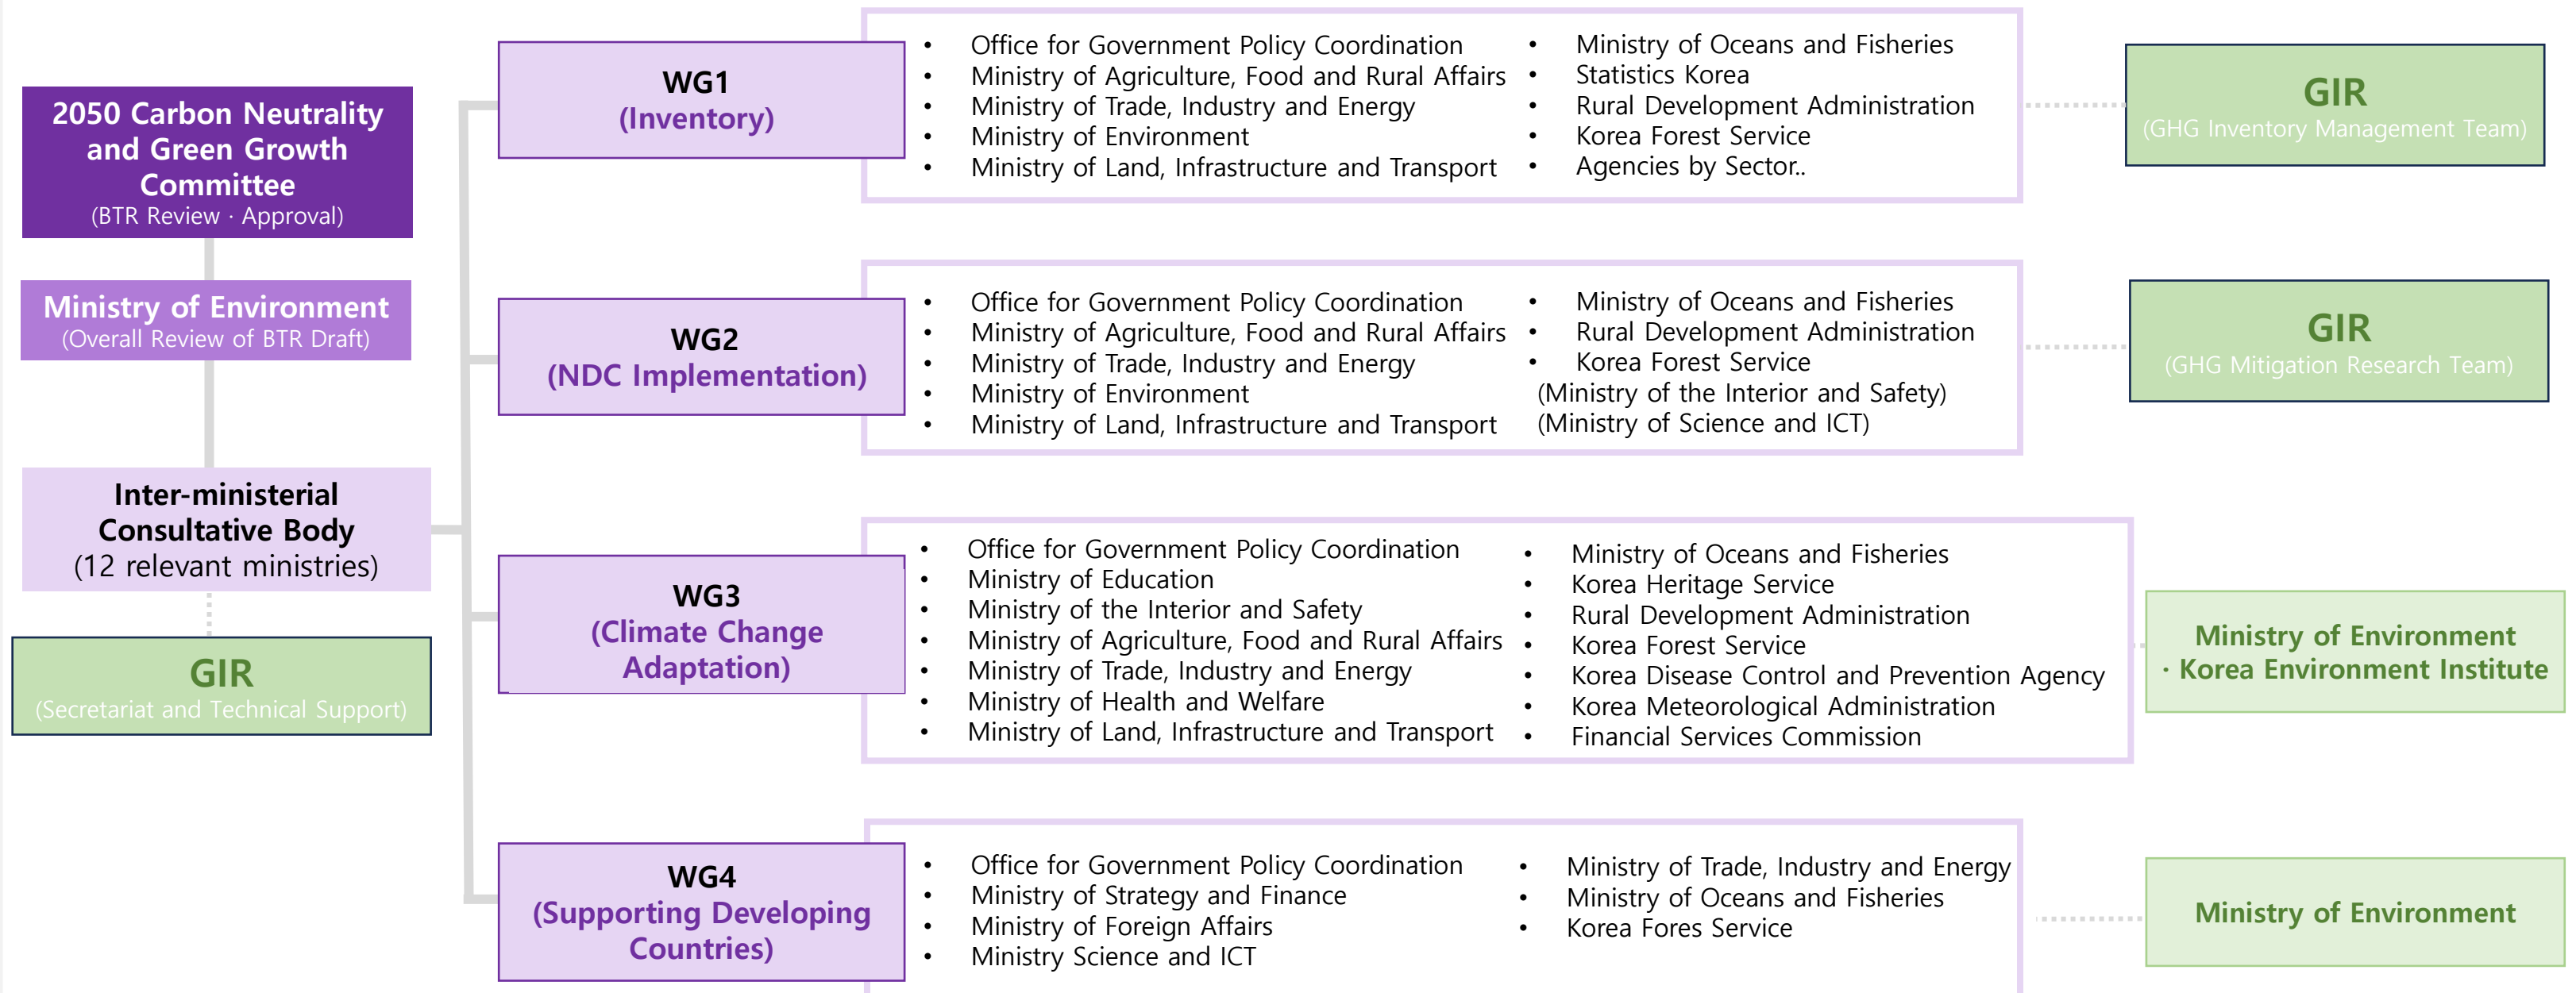 2050 Carbon Neutrality
and Green Growth
Committee
(BTR Review · Approval)
Ministry of Environment
(Overall Review of BTR Draft)
Inter-ministerial
Consultative Body
(12 relevant ministries)
GIR
(Secretariat and Technical Support)
WG1
(Inventory)
• Office for Government Policy Coordination
• Ministry of Agriculture, Food and Rural Affairs
• Ministry of Trade, Industry and Energy
• Ministry of Environment
• Ministry of Land, Infrastructure and Transport
• Ministry of Oceans and Fisheries
• Statistics Korea
• Rural Development Administration
• Korea Forest Service
• Agencies by Sector..
GIR
(GHG Inventory Management Team)
WG2
(NDC Implementation)
• Office for Government Policy Coordination
• Ministry of Agriculture, Food and Rural Affairs
• Ministry of Trade, Industry and Energy
• Ministry of Environment
• Ministry of Land, Infrastructure and Transport
• Ministry of Oceans and Fisheries
• Rural Development Administration
• Korea Forest Service
(Ministry of the Interior and Safety)
(Ministry of Science and ICT)
GIR
(GHG Mitigation Research Team)
WG3
(Climate Change
Adaptation)
• Office for Government Policy Coordination
• Ministry of Education
• Ministry of the Interior and Safety
• Ministry of Agriculture, Food and Rural Affairs
• Ministry of Trade, Industry and Energy
• Ministry of Health and Welfare
• Ministry of Land, Infrastructure and Transport
• Ministry of Oceans and Fisheries
• Korea Heritage Service
• Rural Development Administration
• Korea Forest Service
• Korea Disease Control and Prevention Agency
• Korea Meteorological Administration
• Financial Services Commission
Ministry of Environment
· Korea Environment Institute
WG4
(Supporting Developing
Countries)
• Office for Government Policy Coordination
• Ministry of Strategy and Finance
• Ministry of Foreign Affairs
• Ministry Science and ICT
• Ministry of Trade, Industry and Energy
• Ministry of Oceans and Fisheries
• Korea Fores Service
Ministry of Environment